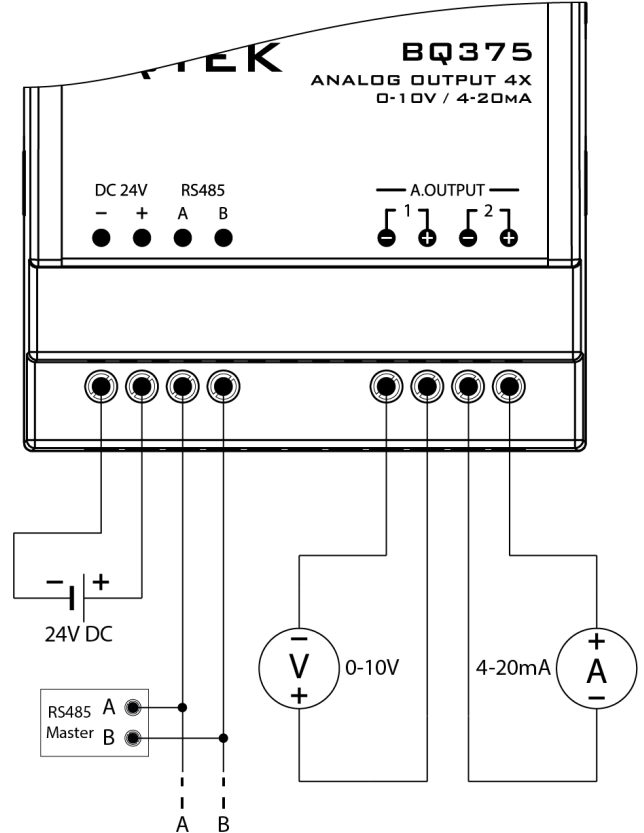 BQ375
ANALOG OUTPUT 4X
0-10V / 4-20MA
DC 24V RS485 A.OUTPUT
- + A B 1 2
- + - +
- +
24V DC
- V + 0-10V
4-20mA + A -
RS485 Master A B
A B